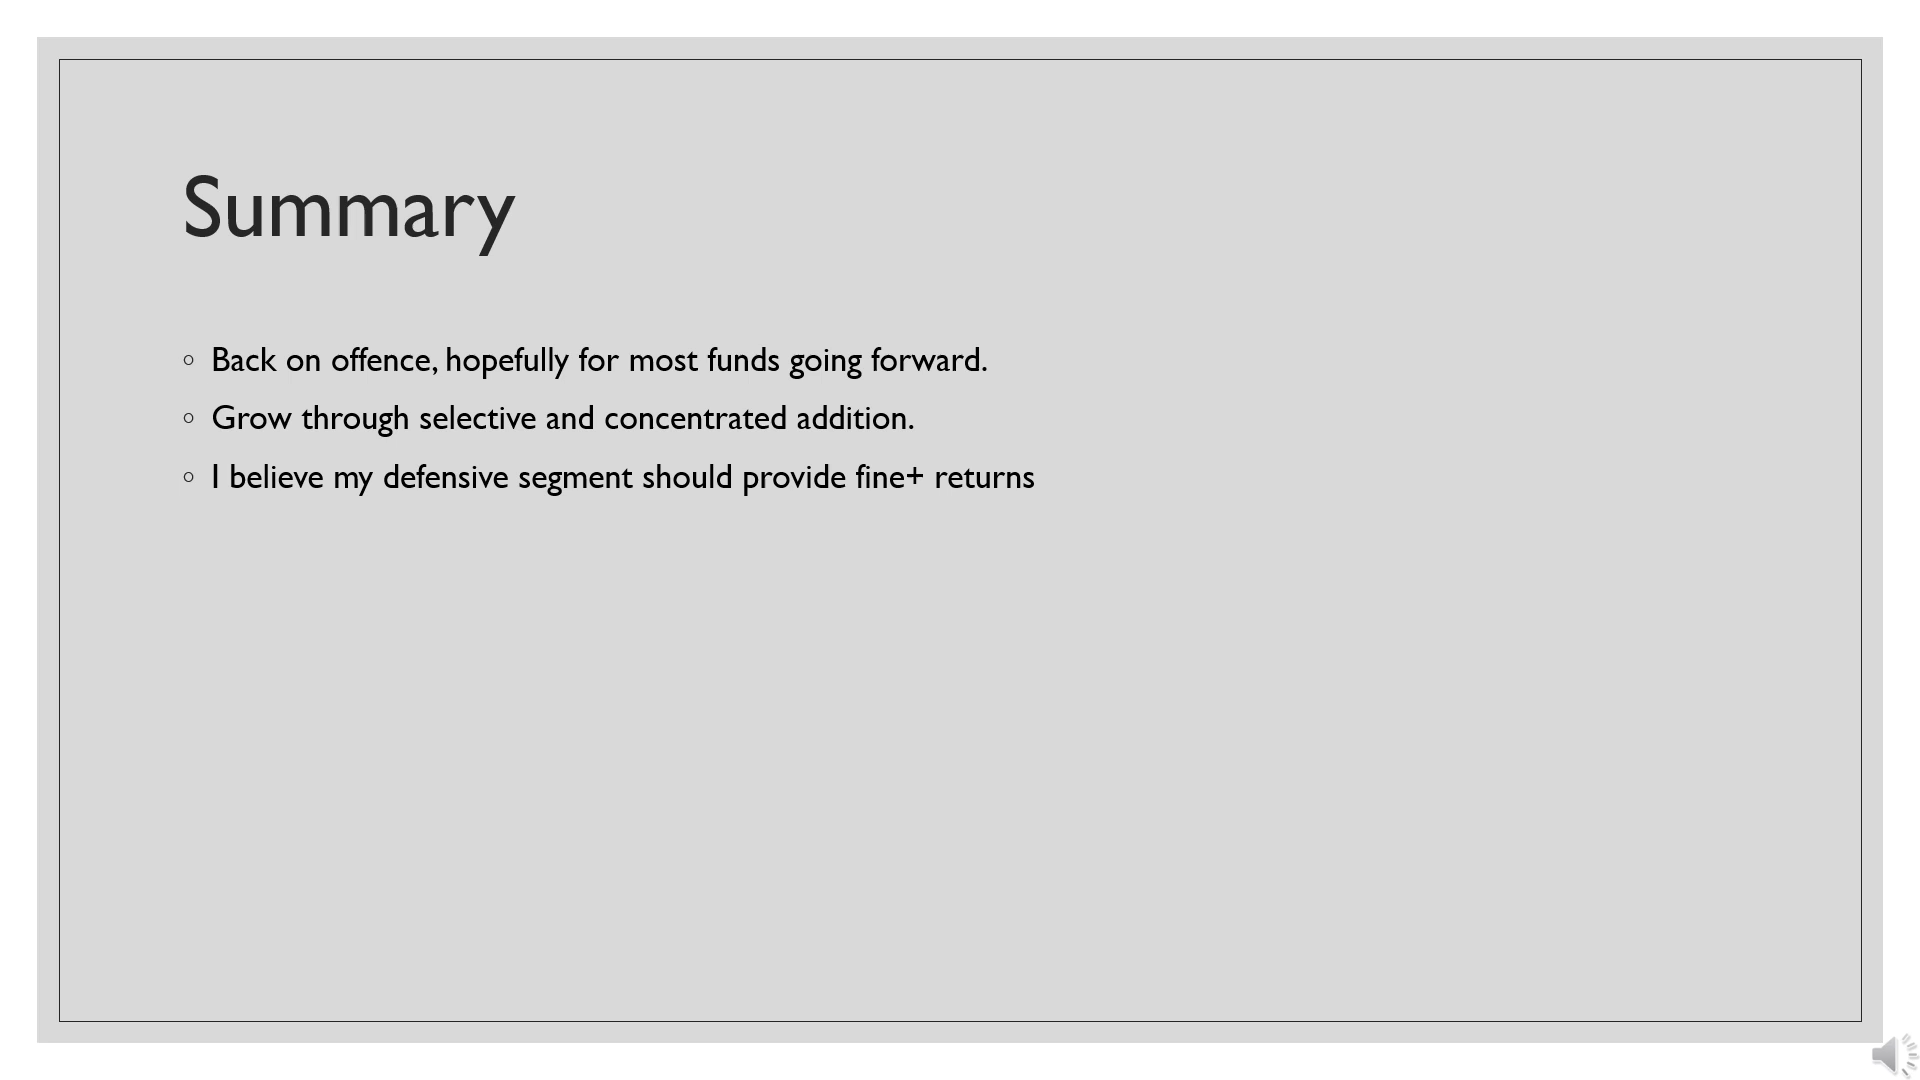 Summary
◦ Back on offence, hopefully for most funds going forward.
◦ Grow through selective and concentrated addition.
◦ I believe my defensive segment should provide fine+ returns